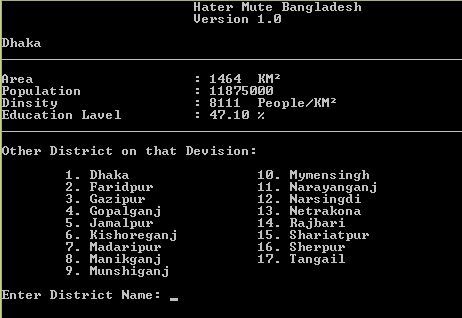 Hater Mute Bangladesh
Version 1.0
Dhaka
Area : 1464 KM²
Population : 11875000
Dinsity : 8111 People/KM²
Education Lavel : 47.10 %
Other District on that Devision:
1. Dhaka 10. Mymensingh
2. Faridpur 11. Narayanganj
3. Gazipur 12. Narsingdi
4. Gopalganj 13. Netrakona
5. Jamalpur 14. Rajbari
6. Kishoreganj 15. Shariatpur
7. Madaripur 16. Sherpur
8. Manikganj 17. Tangail
9. Munshiganj
Enter District Name: _